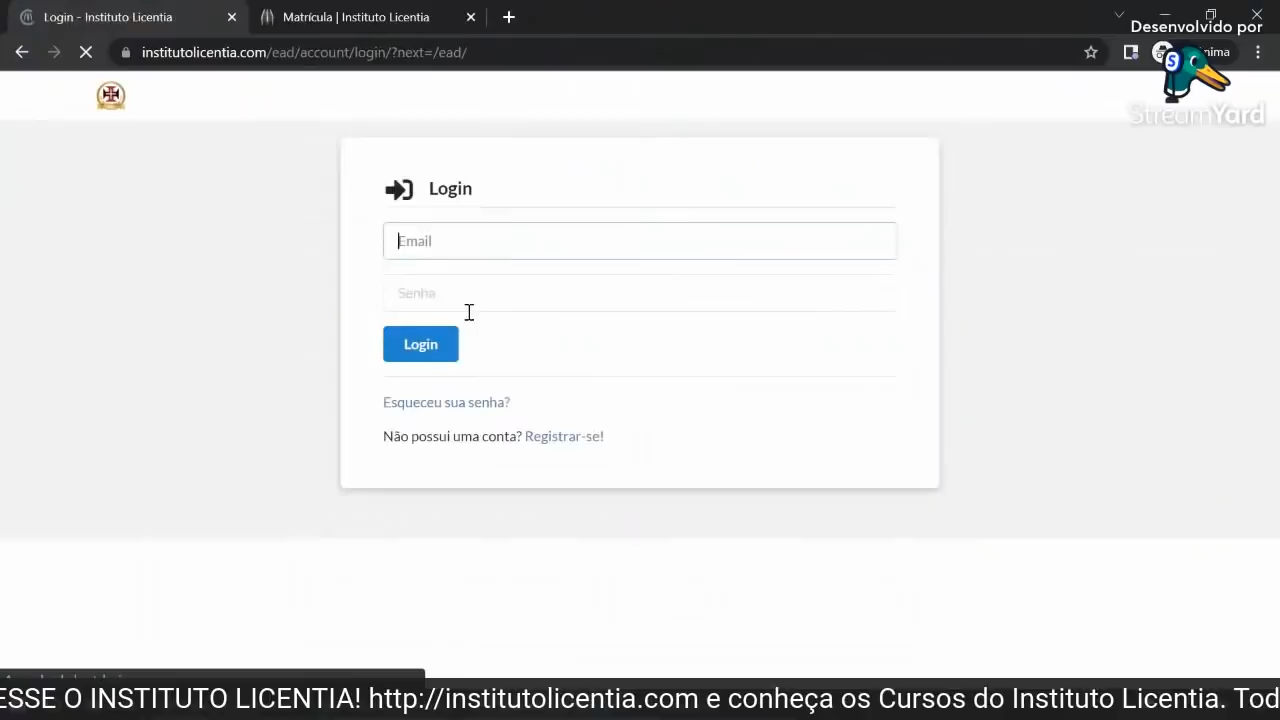 Login - Instituto Licentia
Matrícula | Instituto Licentia
Desenvolvido por
institutolicentia.com/ead/account/login/?next=/ead/
S
StreamYard
Login
Email
Senha
Login
Esqueceu sua senha?
Não possui uma conta? Registrar-se!
ESSE O INSTITUTO LICENTIA! http://institutolicentia.com e conheça os Cursos do Instituto Licentia. Tod